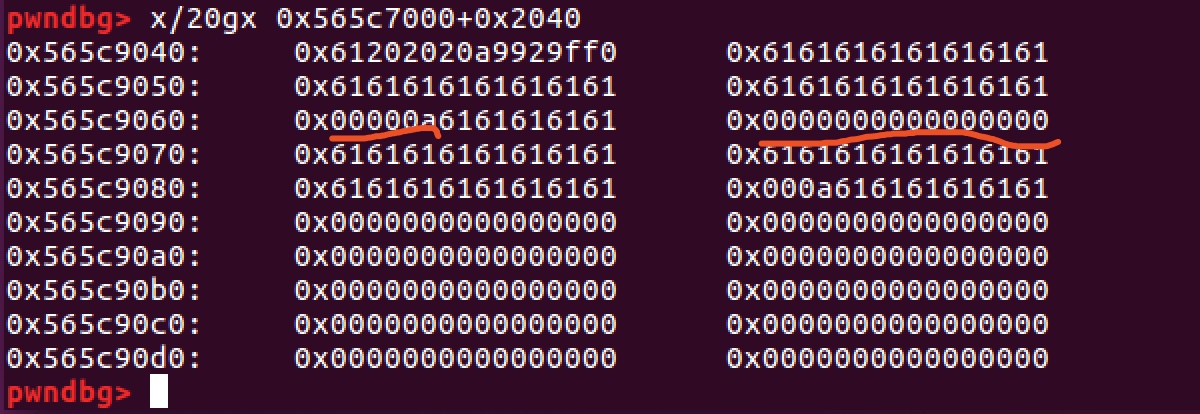 pwndbg> x/20gx 0x565c7000+0x2040
0x565c9040: 0x61202020a9929ff0 0x6161616161616161
0x565c9050: 0x6161616161616161 0x6161616161616161
0x565c9060: 0x00000a6161616161 0x0000000000000000
0x565c9070: 0x6161616161616161 0x6161616161616161
0x565c9080: 0x6161616161616161 0x000a616161616161
0x565c9090: 0x0000000000000000 0x0000000000000000
0x565c90a0: 0x0000000000000000 0x0000000000000000
0x565c90b0: 0x0000000000000000 0x0000000000000000
0x565c90c0: 0x0000000000000000 0x0000000000000000
0x565c90d0: 0x0000000000000000 0x0000000000000000
pwndbg>